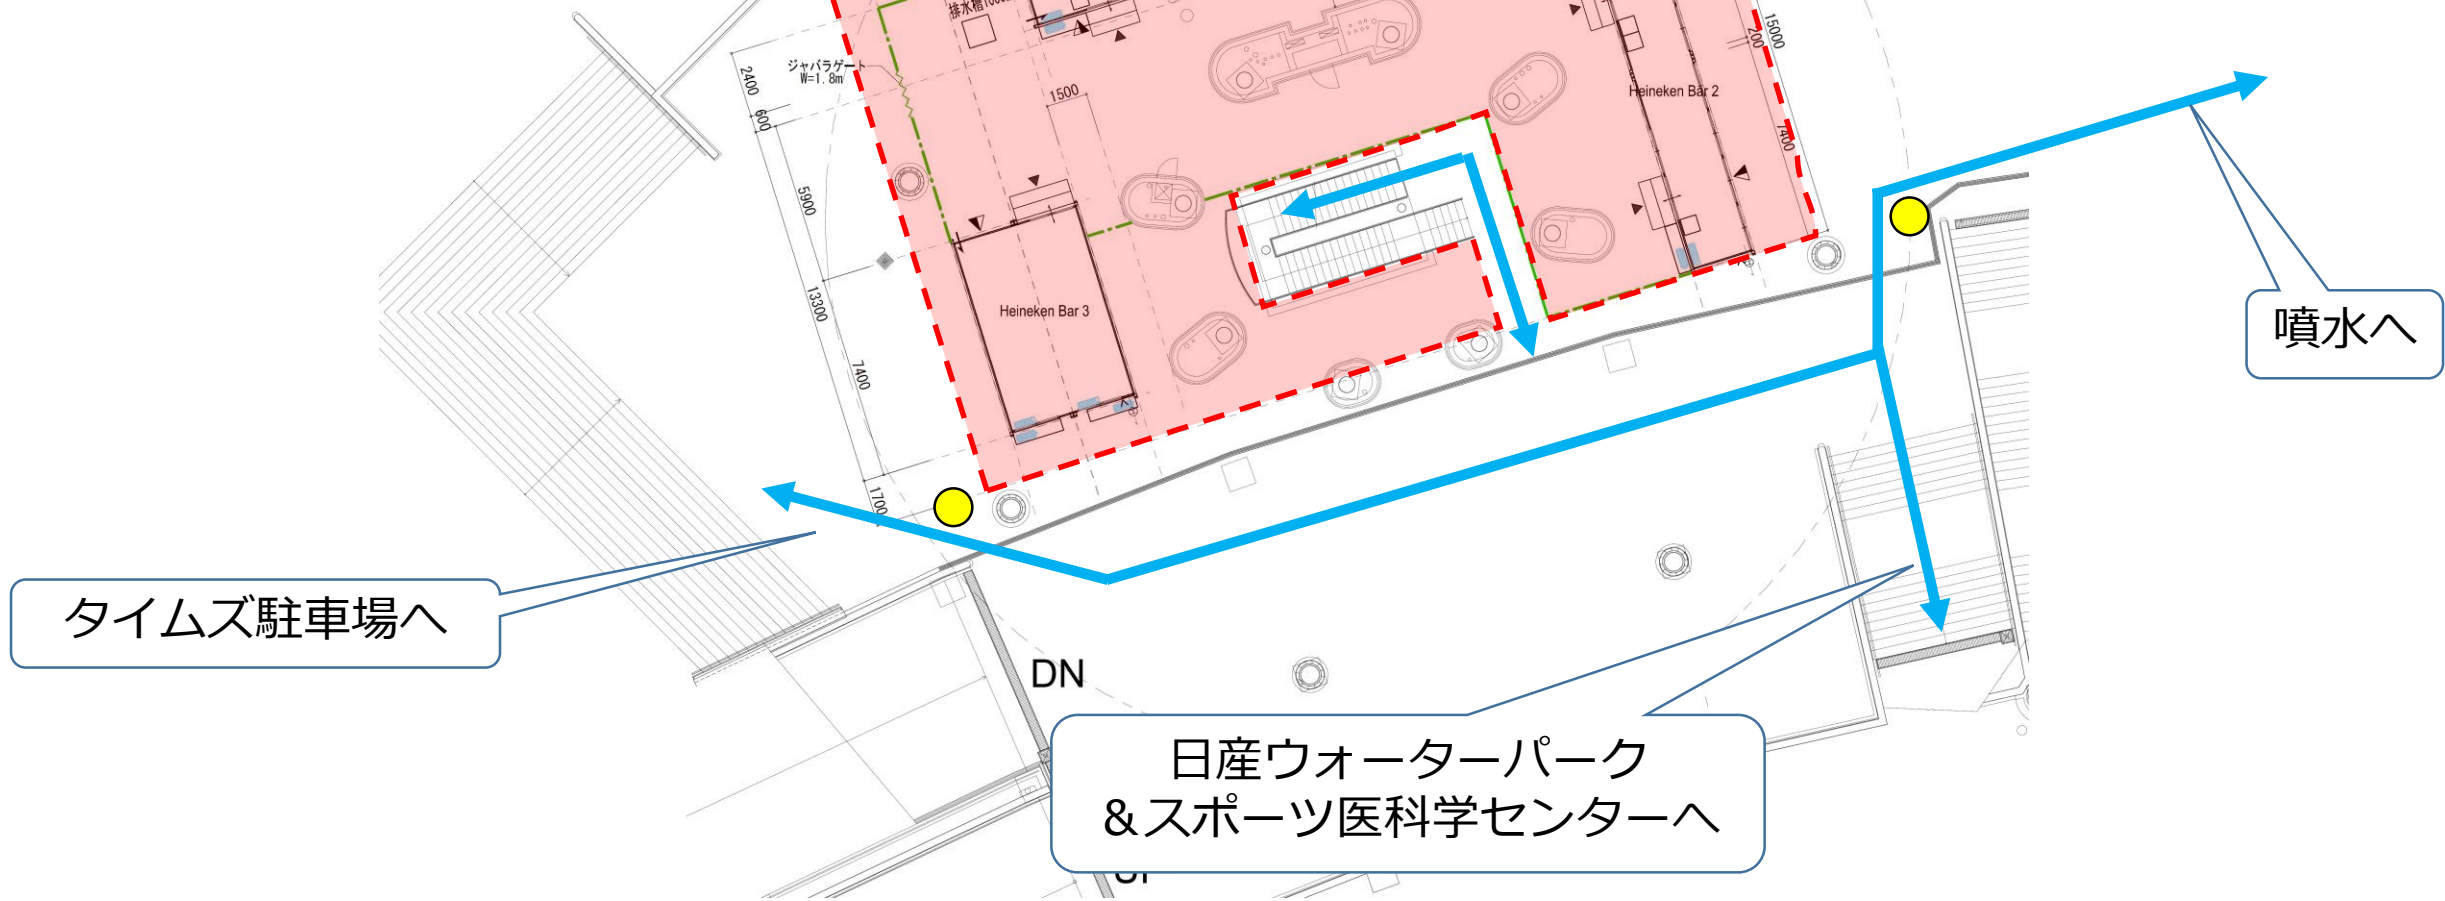 ジャバラゲート
W=1.8m
2400
600
1500
5900
13300
7400
1700
Heineken Bar 2
15000
200
7400
Heineken Bar 3
噴水へ
タイムズ駐車場へ
DN
日産ウォーターパーク
&スポーツ医科学センターへ